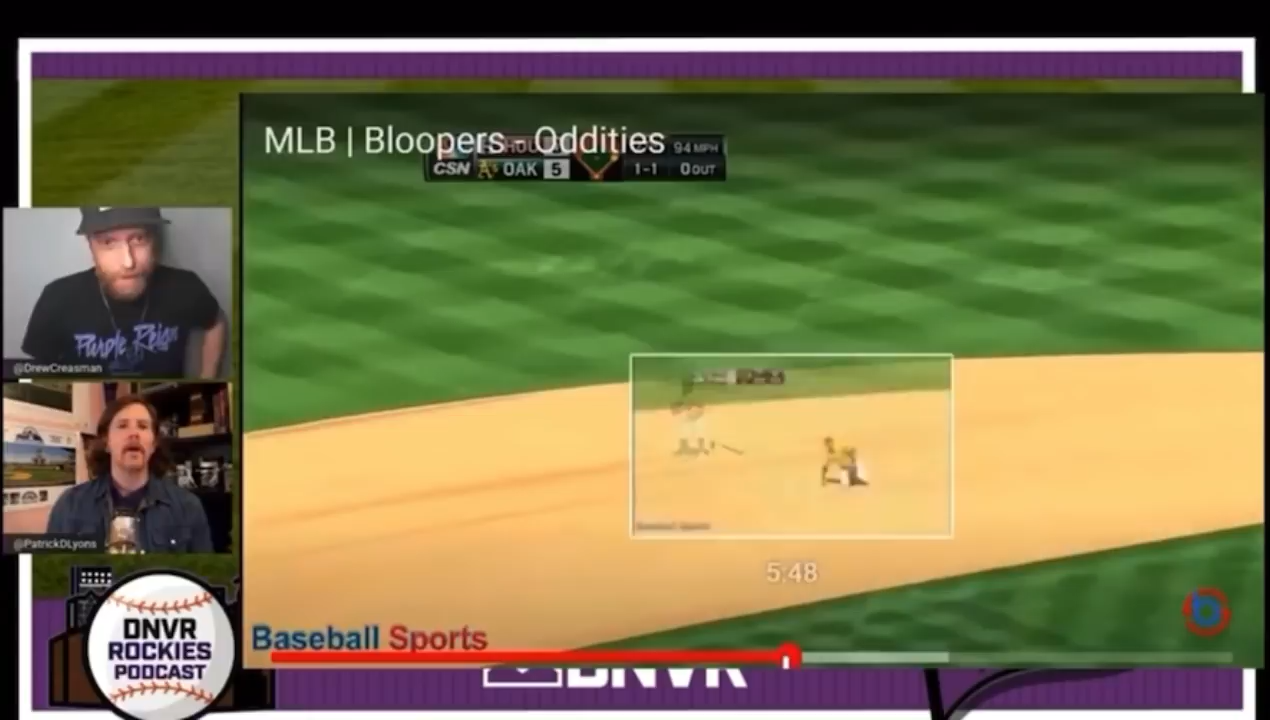 MLB | Bloopers - Oddities
HOU
94 MPH
CSN A's OAK 5 1-1 0 OUT
Purple Reign
@DrewCreasman
@PatrickDLyons
5:48
Baseball Sports
DNVR
ROCKIES
PODCAST
DNVR